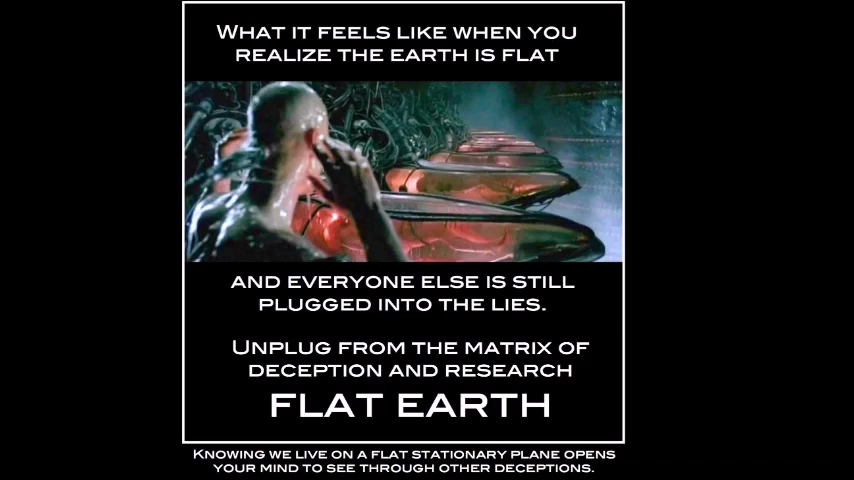 What it feels like when you
realize the earth is flat
and everyone else is still
plugged into the lies.
Unplug from the matrix of
deception and research
FLAT EARTH
Knowing we live on a flat stationary plane opens
your mind to see through other deceptions.